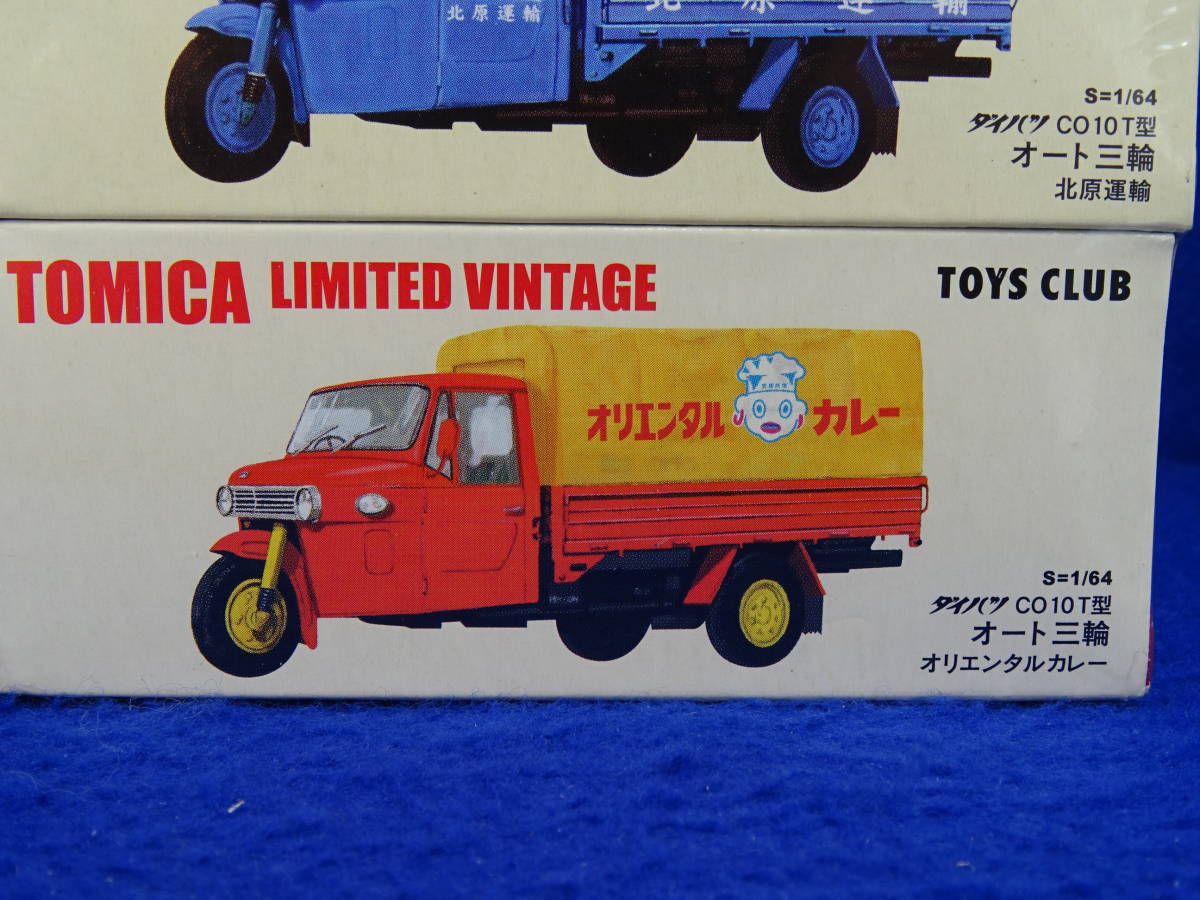 北原運輸
北原運輸
S=1/64
ダイハツ CO10T型
オート三輪
北原運輸
TOMICA LIMITED VINTAGE
TOYS CLUB
オリエンタル カレー
S=1/64
ダイハツ CO10T型
オート三輪
オリエンタルカレー